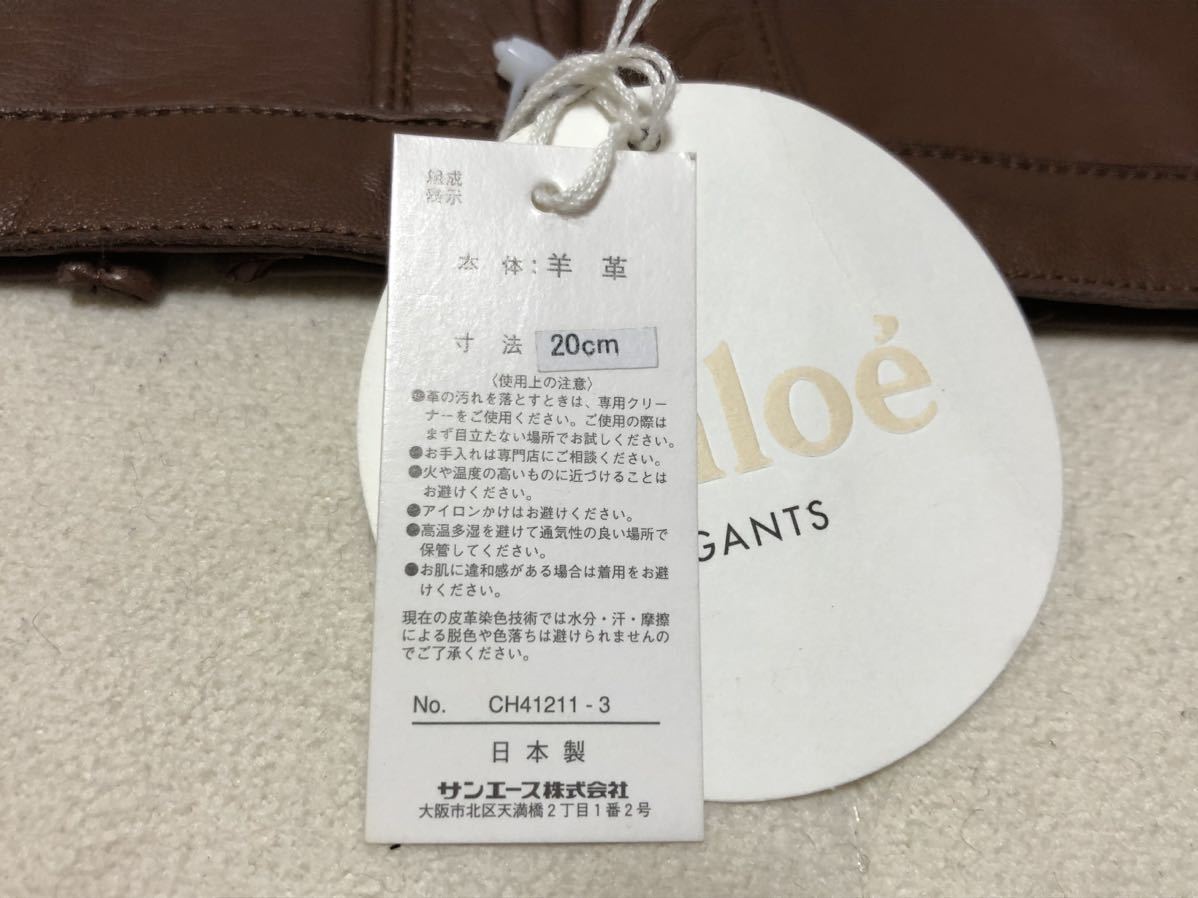 組成
表示
本体：羊革
寸法 20cm
〈使用上の注意〉
●革の汚れを落とすときは、専用クリー
ナーをご使用ください。ご使用の際は
まず目立たない場所でお試しください。
●お手入れは専門店にご相談ください。
●火や温度の高いものに近づけることは
お避けください。
●アイロンかけはお避けください。
●高温多湿を避けて通気性の良い場所で
保管してください。
●お肌に違和感がある場合は着用をお避
けください。
現在の皮革染色技術では水分・汗・摩擦
による脱色や色落ちは避けられませんの
でご了承ください。
No. CH41211-3
日本製
サンエース株式会社
大阪市北区天満橋2丁目1番2号
loé
GANTS